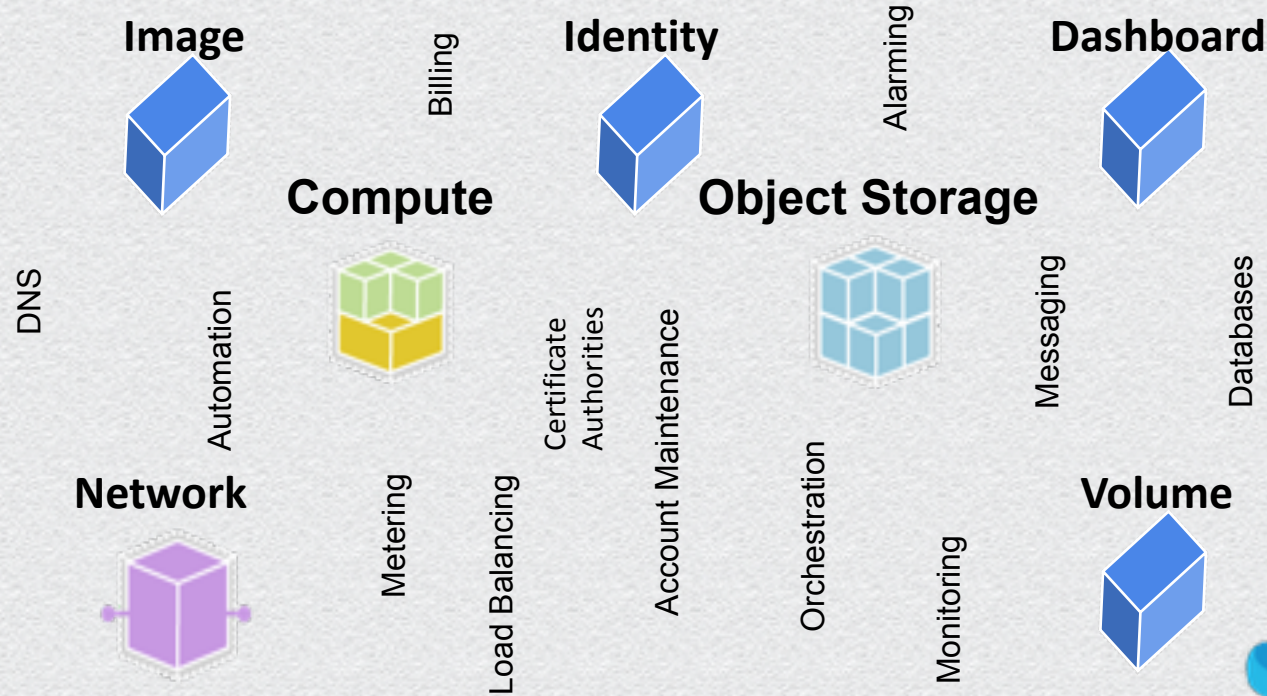 Image
Billing
Identity
Alarming
Dashboard
Compute
Object Storage
DNS
Automation
Certificate
Authorities
Account Maintenance
Messaging
Databases
Network
Metering
Load Balancing
Orchestration
Monitoring
Volume